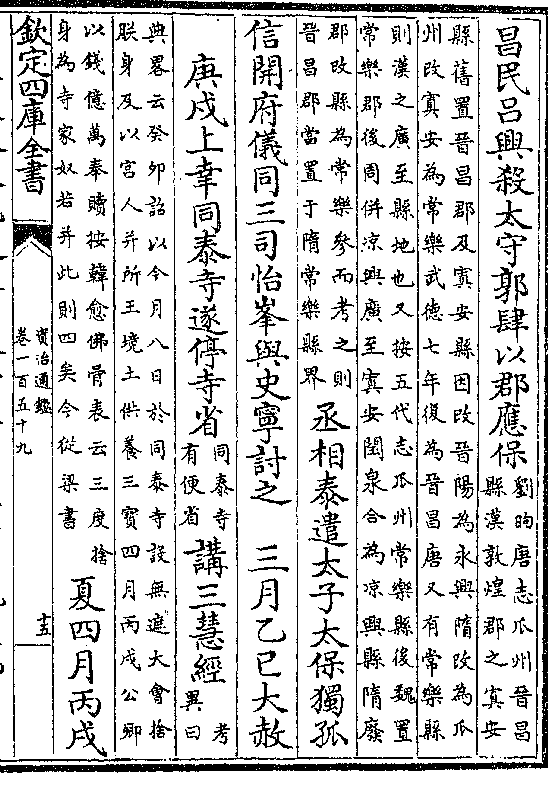 昌民呂興殺太守郭肆以郡應保劉昫唐志瓜州晉昌
縣漢敦煌郡之㝠安
縣舊置晉昌郡及㝠安縣因改晉陽為永興隋改為瓜
州改㝠安為常樂武德七年復為晉昌唐又有常樂縣
則漢之廣至縣地也又按五代志瓜州常樂縣後魏置
常樂郡後周併涼興廣至㝠安閏泉合為涼興縣隋廢
郡改縣為常樂參而考之則
晉昌郡當置于隋常樂縣界
丞相泰遣太子太保獨孤
信開府儀同三司怡峯與史寧討之 三月乙巳大赦
庚戌上幸同泰寺遂停寺省同泰寺
有便省
講三慧經考
異曰
典畧云癸卯詔以今月八日於同泰寺設無遮大會捨
朕身及以宮人并所王境土供養三寶四月丙戌公卿
以錢億萬奉贖按韓愈佛骨表云三度捨
身為寺家奴若并此則四矣今從梁書
夏四月丙戌
欽定四庫全書
資治通鑑
卷一百五十九
十五